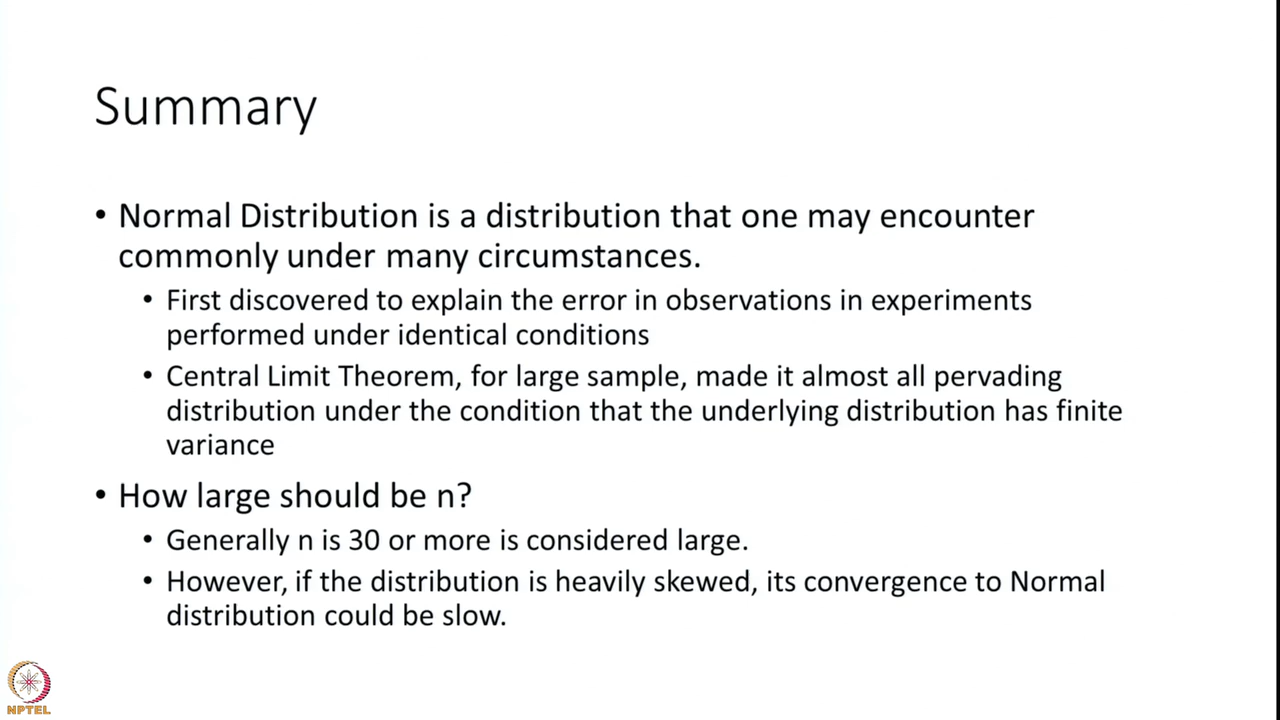 Summary
• Normal Distribution is a distribution that one may encounter
commonly under many circumstances.
• First discovered to explain the error in observations in experiments
performed under identical conditions
• Central Limit Theorem, for large sample, made it almost all pervading
distribution under the condition that the underlying distribution has finite
variance
• How large should be n?
• Generally n is 30 or more is considered large.
• However, if the distribution is heavily skewed, its convergence to Normal
distribution could be slow.
NPTEL